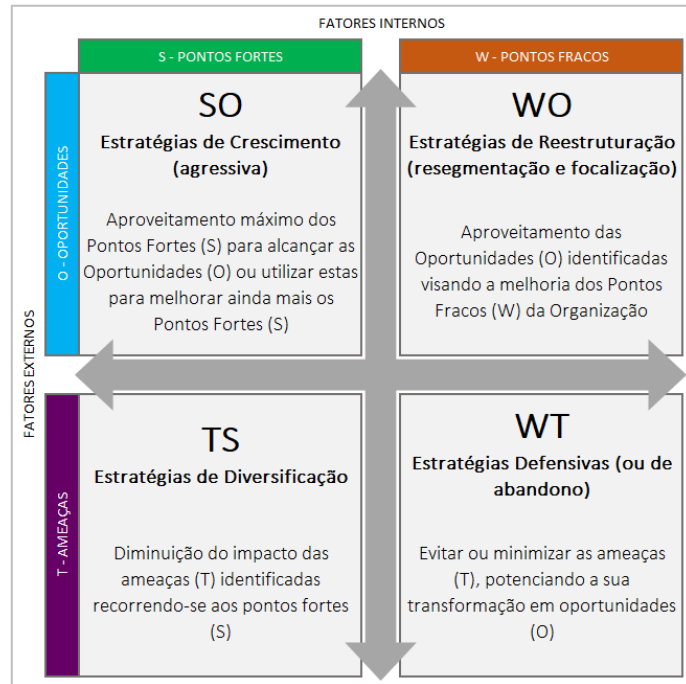 FATORES INTERNOS
S - PONTOS FORTES
W - PONTOS FRACOS
FATORES EXTERNOS
O - OPORTUNIDADES
SO
Estratégias de Crescimento
(agressiva)
Aproveitamento máximo dos
Pontos Fortes (S) para alcançar as
Oportunidades (O) ou utilizar estas
para melhorar ainda mais os
Pontos Fortes (S)
WO
Estratégias de Reestruturação
(resegmentação e focalização)
Aproveitamento das
Oportunidades (O) identificadas
visando a melhoria dos Pontos
Fracos (W) da Organização
T - AMEAÇAS
TS
Estratégias de Diversificação
Diminuição do impacto das
ameaças (T) identificadas
recorrendo-se aos pontos fortes
(S)
WT
Estratégias Defensivas (ou de
abandono)
Evitar ou minimizar as ameaças
(T), potenciando a sua
transformação em oportunidades
(O)